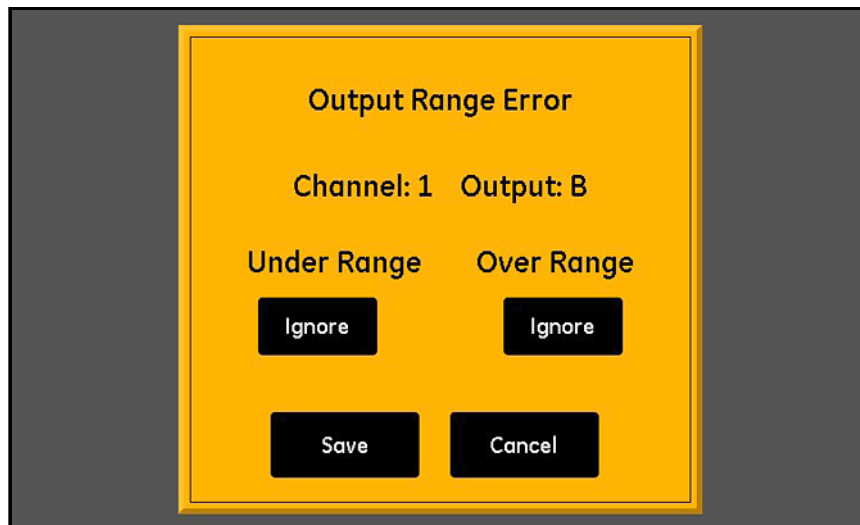 Output Range Error
Channel: 1 Output: B
Under Range Over Range
Ignore Ignore
Save Cancel